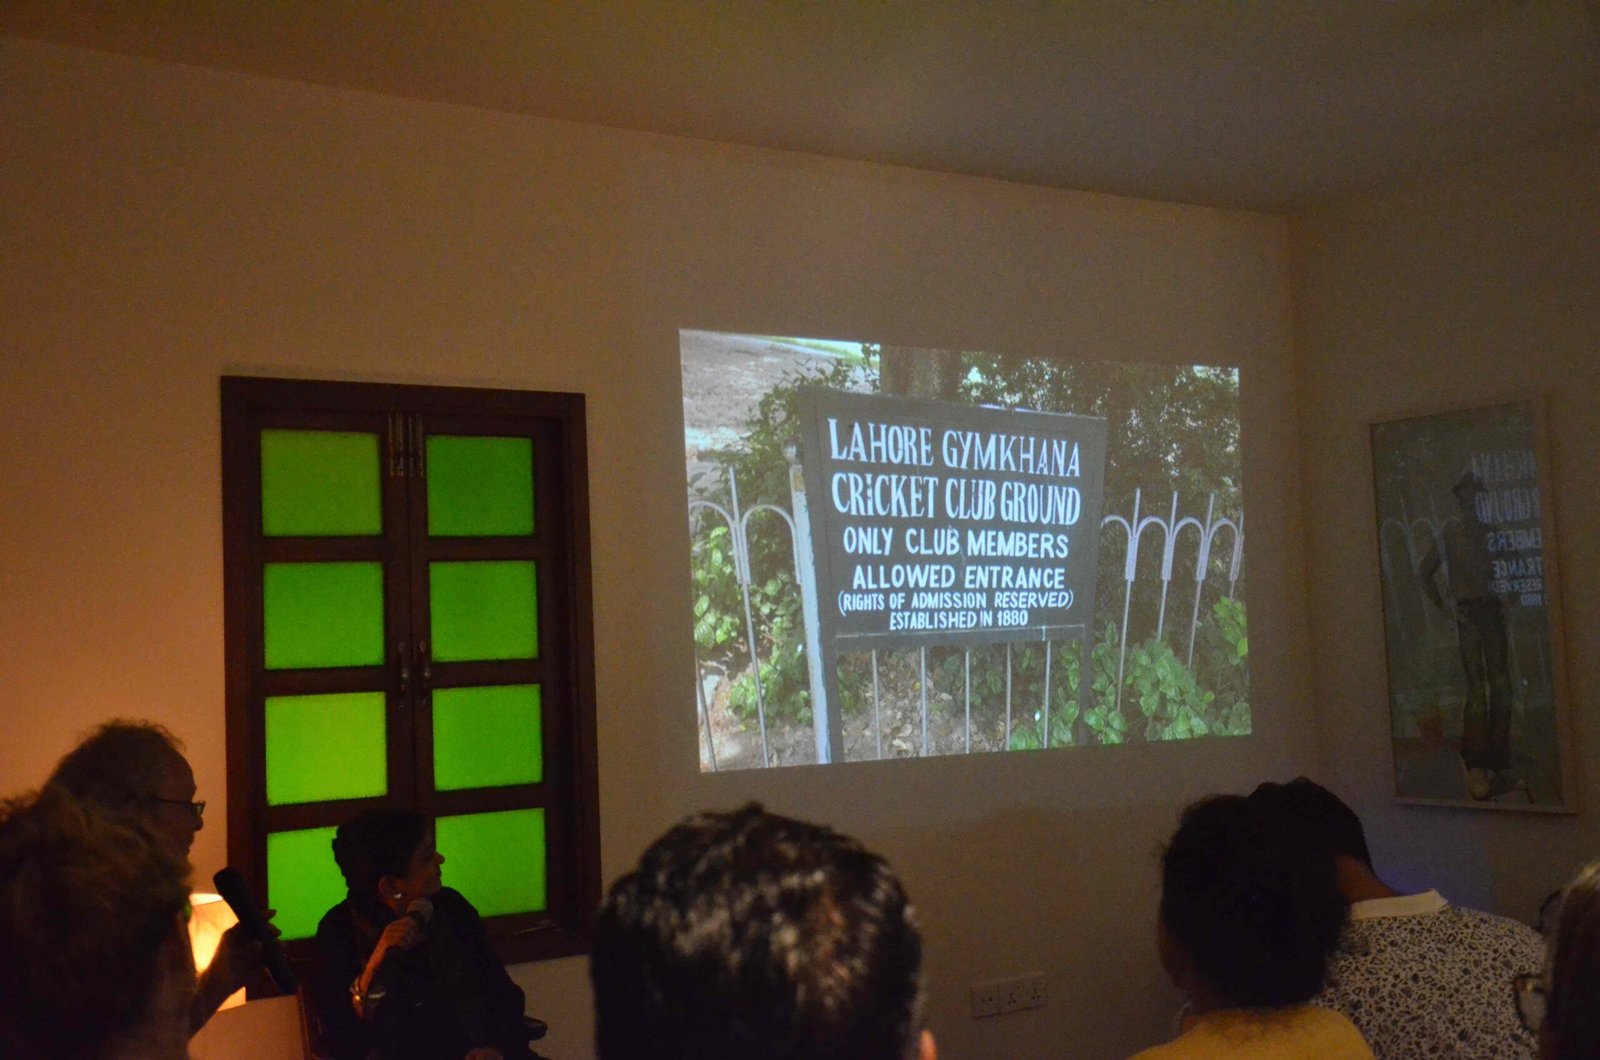 LAHORE GYMKHANA
CRICKET CLUB GROUND
ONLY CLUB MEMBERS
ALLOWED ENTRANCE
(RIGHTS OF ADMISSION RESERVED)
ESTABLISHED IN 1880